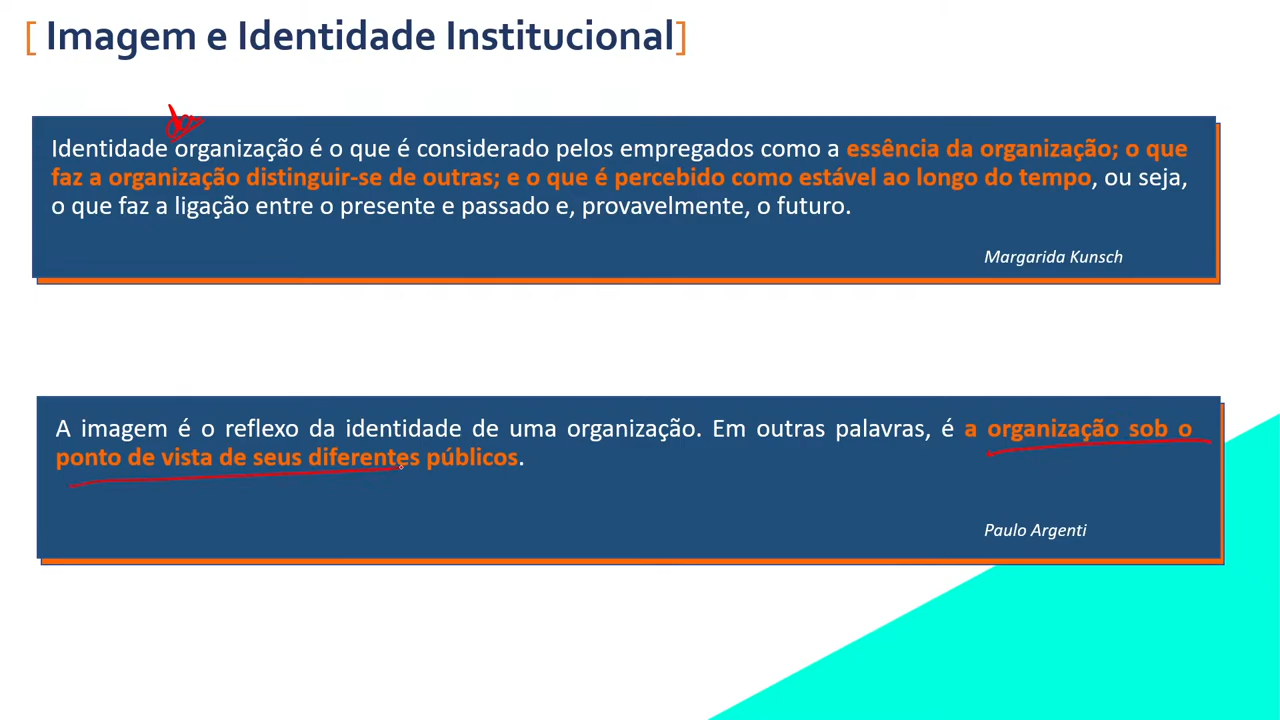 [ Imagem e Identidade Institucional]
Identidade organização é o que é considerado pelos empregados como a essência da organização; o que
faz a organização distinguir-se de outras; e o que é percebido como estável ao longo do tempo, ou seja,
o que faz a ligação entre o presente e passado e, provavelmente, o futuro.
Margarida Kunsch
A imagem é o reflexo da identidade de uma organização. Em outras palavras, é a organização sob o
ponto de vista de seus diferentes públicos.
Paulo Argenti